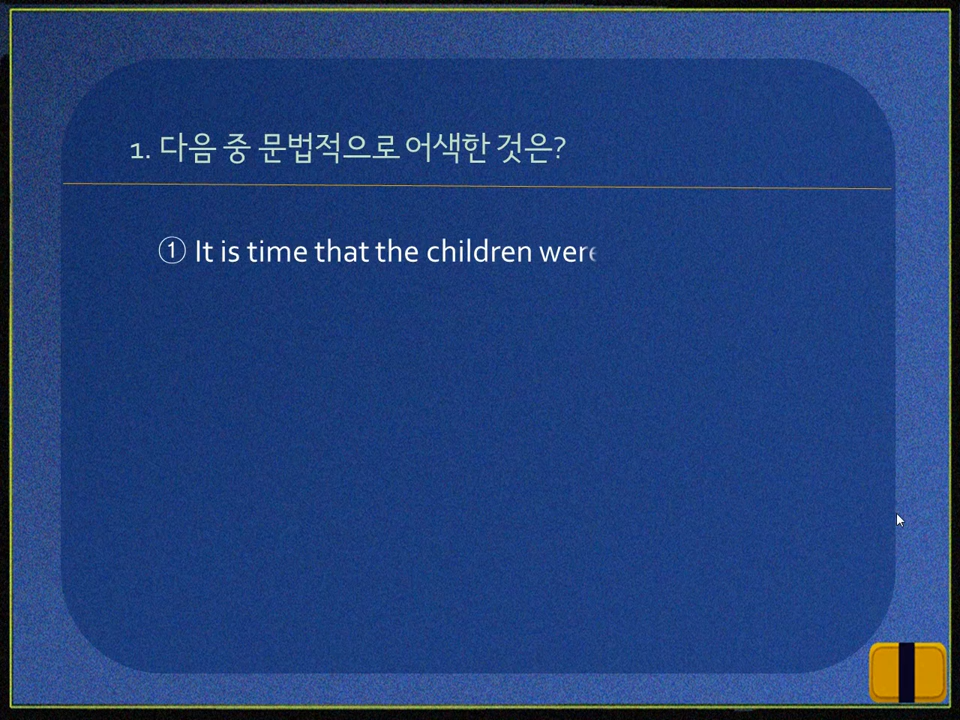 1. 다음 중 문법적으로 어색한 것은?
① It is time that the children were